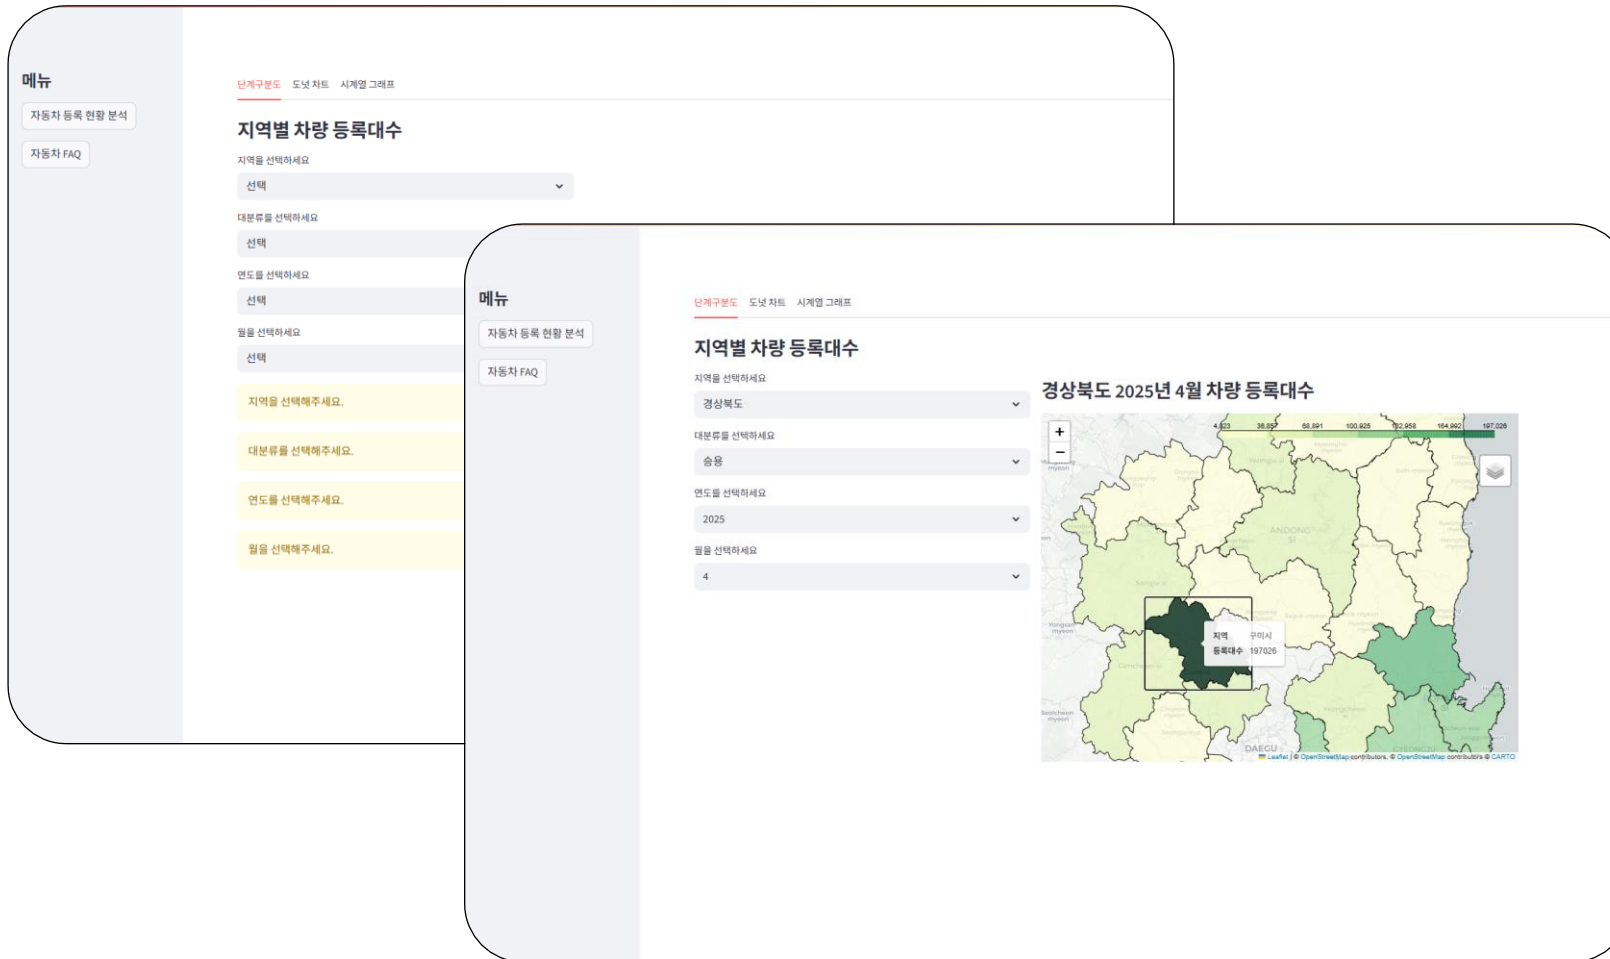 메뉴
자동차 등록 현황 분석
자동차 FAQ
단계구분도 도넛 차트 시계열 그래프
지역별 차량 등록대수
지역을 선택하세요
선택
대분류를 선택하세요
선택
연도를 선택하세요
선택
월을 선택하세요
선택
지역을 선택해주세요.
대분류를 선택해주세요.
연도를 선택해주세요.
월을 선택해주세요.
메뉴
자동차 등록 현황 분석
자동차 FAQ
단계구분도 도넛 차트 시계열 그래프
지역별 차량 등록대수
지역을 선택하세요
경상북도
대분류를 선택하세요
승용
연도를 선택하세요
2025
월을 선택하세요
4
경상북도 2025년 4월 차량 등록대수
+
−
4,823 36,857 68,891 100,925 132,958 164,992 197,026
ANDONG
SI
지역 구미시
등록대수 197026
DAEGU
Leaflet | © OpenStreetMap contributors, © OpenStreetMap contributors © CARTO